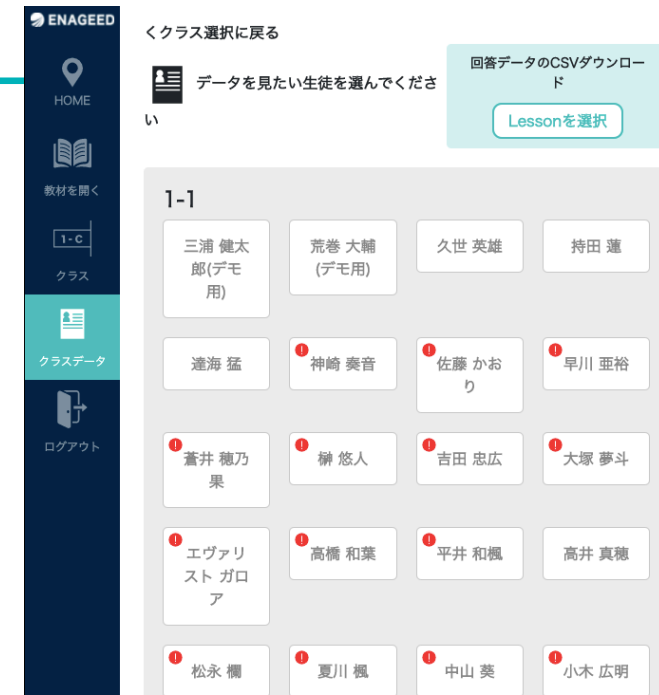 ENAGEED
HOME
教材を開く
1-C
クラス
クラスデータ
ログアウト
くクラス選択に戻る
データを見たい生徒を選んでくださ
い
回答データのCSVダウンロー
ド
Lessonを選択
1-1
三浦 健太
郎(デモ
用)
荒巻 大輔
(デモ用)
久世 英雄
持田 蓮
達海 猛
神崎 奏音
佐藤 かお
り
早川 亜裕
蒼井 穂乃
果
榊 悠人
吉田 忠広
大塚 夢斗
エヴァリ
スト ガロ
ア
高橋 和葉
平井 和楓
高井 真穂
松永 欄
夏川 楓
中山 葵
小木 広明